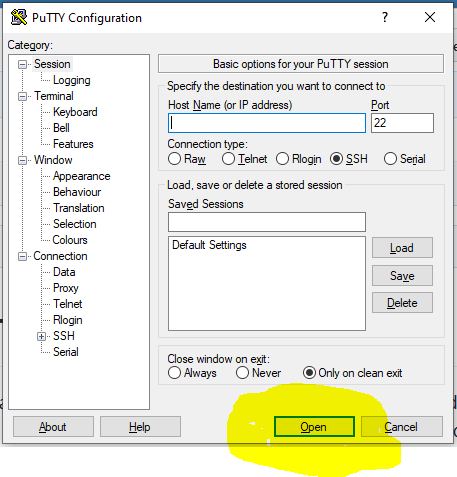 PuTTY Configuration
Category:
Session
Logging
Terminal
Keyboard
Bell
Features
Window
Appearance
Behaviour
Translation
Selection
Colours
Connection
Data
Proxy
Telnet
Rlogin
SSH
Serial
Basic options for your PuTTY session
Specify the destination you want to connect to
Host Name (or IP address) Port
22
Connection type:
Raw Telnet Rlogin SSH Serial
Load, save or delete a stored session
Saved Sessions
Default Settings
Load
Save
Delete
Close window on exit:
Always Never Only on clean exit
About Help Open Cancel